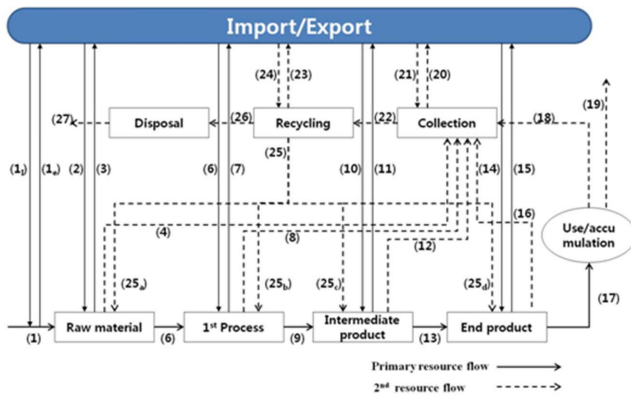 Import/Export
(24) (23) (21) (20) (19)
(27) Disposal (26) Recycling (22) Collection (18)
(25)
(1ᵢ) (1ₑ) (2) (3) (6) (7) (10) (11) (14) (15)
(4) (8) (12) (16)
Use/accu
mulation
(25ₐ) (25b) (25c) (25d)
(17)
Raw material 1st Process Intermediate
product End product
(1) (6) (9) (13)
Primary resource flow
2nd resource flow